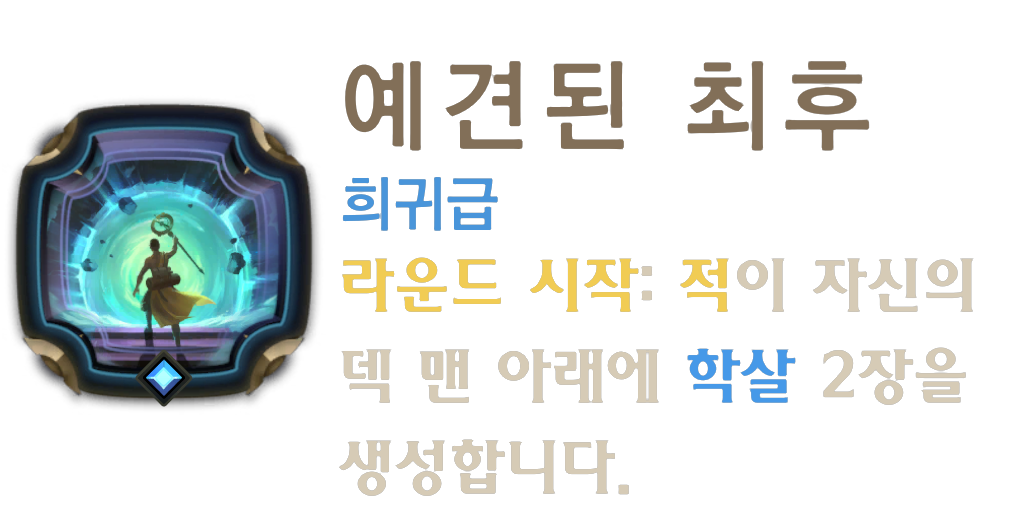 예견된 최후
희귀급
라운드 시작: 적이 자신의
덱 맨 아래에 학살 2장을
생성합니다.